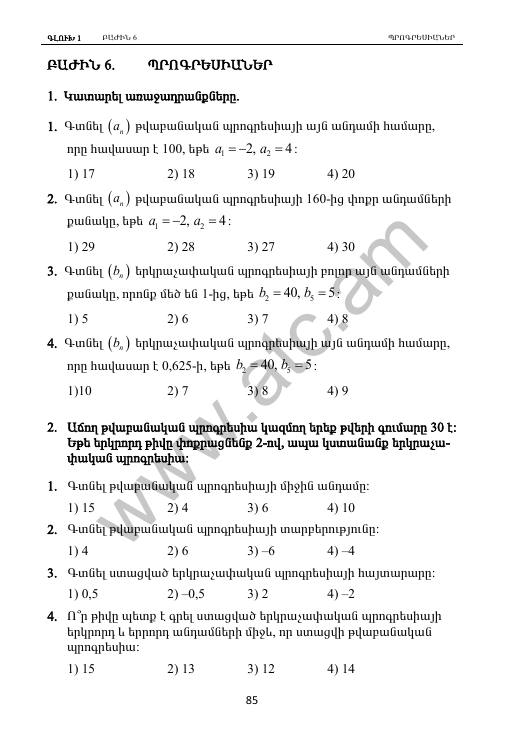 ԳԼՈՒԽ 1 ԲԱԺԻՆ 6 ՊՐՈԳՐԵՍԻԱՆԵՐ
ԲԱԺԻՆ 6. ՊՐՈԳՐԵՍԻԱՆԵՐ
1. Կատարել առաջադրանքները.
1. Գտնել (aₙ) թվաբանական պրոգրեսիայի այն անդամի համարը,
որը հավասար է 100, եթե a₁ = –2, a₂ = 4 :
1) 17 2) 18 3) 19 4) 20
2. Գտնել (aₙ) թվաբանական պրոգրեսիայի 160-ից փոքր անդամների
քանակը, եթե a₁ = –2, a₂ = 4 :
1) 29 2) 28 3) 27 4) 30
3. Գտնել (bₙ) երկրաչափական պրոգրեսիայի բոլոր այն անդամների
քանակը, որոնք մեծ են 1-ից, եթե b₂ = 40, b₅ = 5 :
1) 5 2) 6 3) 7 4) 8
4. Գտնել (bₙ) երկրաչափական պրոգրեսիայի այն անդամի համարը,
որը հավասար է 0,625-ի, եթե b₂ = 40, b₅ = 5 :
1)10 2) 7 3) 8 4) 9
2. Աճող թվաբանական պրոգրեսիա կազմող երեք թվերի գումարը 30 է:
Եթե երկրորդ թիվը փոքրացնենք 2-ով, ապա կստանանք երկրաչա-
փական պրոգրեսիա:
1. Գտնել թվաբանական պրոգրեսիայի միջին անդամը:
1) 15 2) 4 3) 6 4) 10
2. Գտնել թվաբանական պրոգրեսիայի տարբերությունը:
1) 4 2) 6 3) –6 4) –4
3. Գտնել ստացված երկրաչափական պրոգրեսիայի հայտարարը:
1) 0,5 2) –0,5 3) 2 4) –2
4. Ո՞ր թիվը պետք է գրել ստացված երկրաչափական պրոգրեսիայի
երկրորդ և երրորդ անդամների միջև, որ ստացվի թվաբանական
պրոգրեսիա:
1) 15 2) 13 3) 12 4) 14
85
www.atc.am